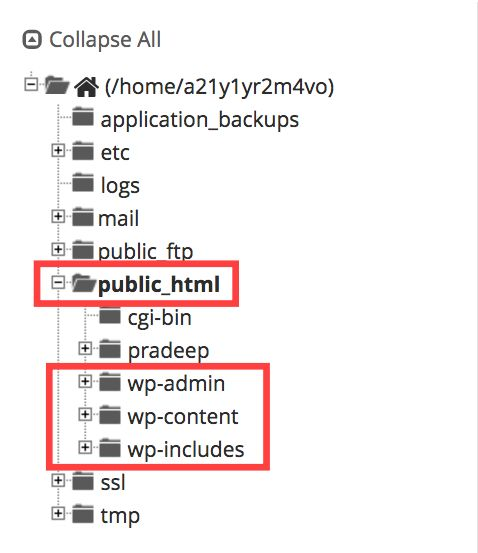 Collapse All
(/home/a21y1yr2m4vo)
application_backups
etc
logs
mail
public_ftp
public_html
cgi-bin
pradeep
wp-admin
wp-content
wp-includes
ssl
tmp